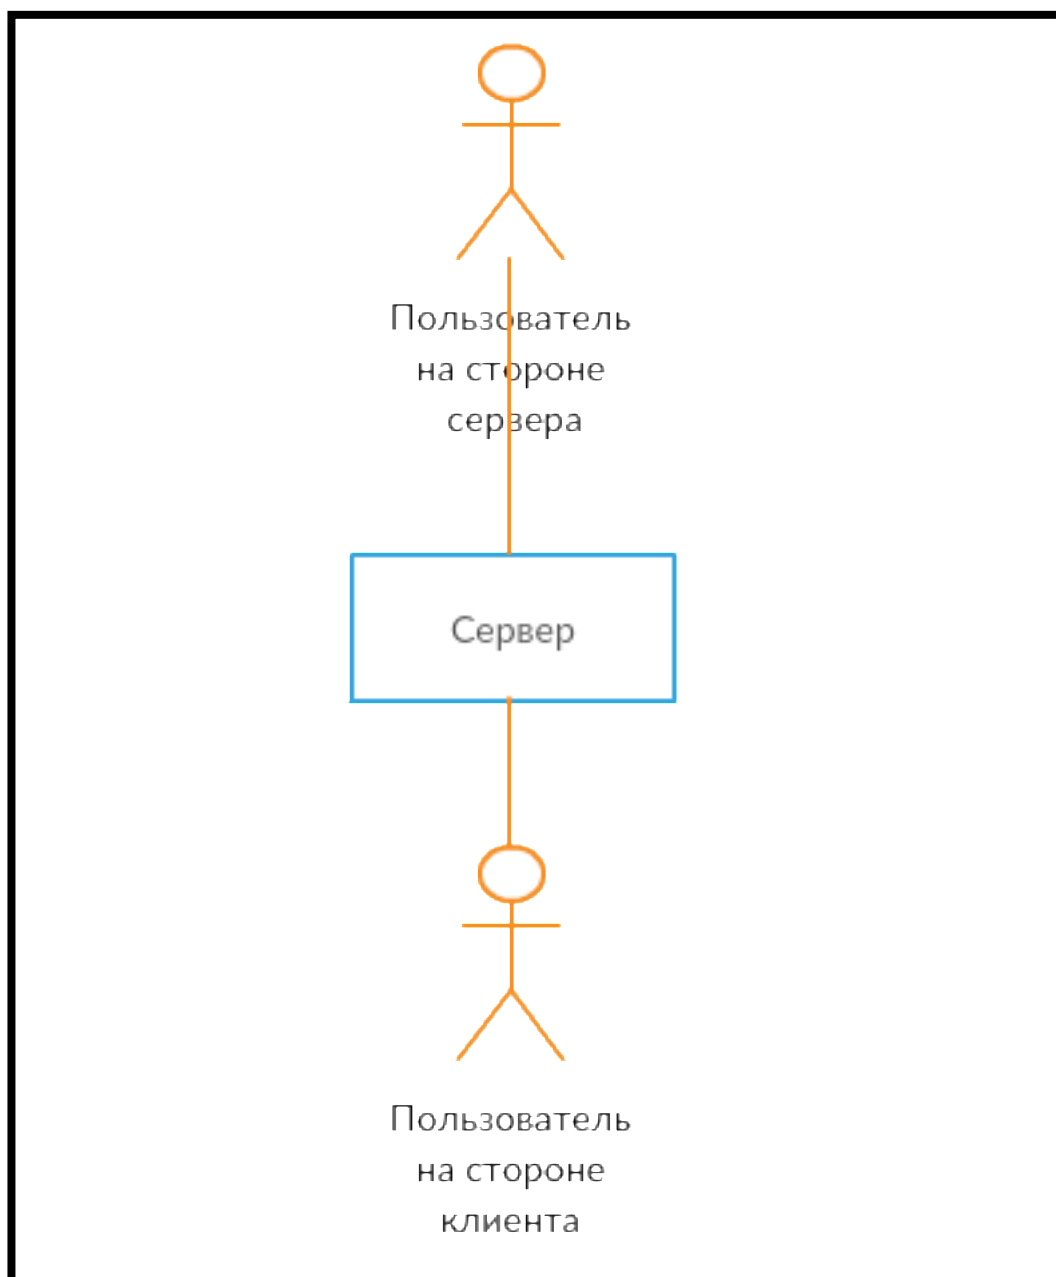 Пользователь
на стороне
сервера
Сервер
Пользователь
на стороне
клиента